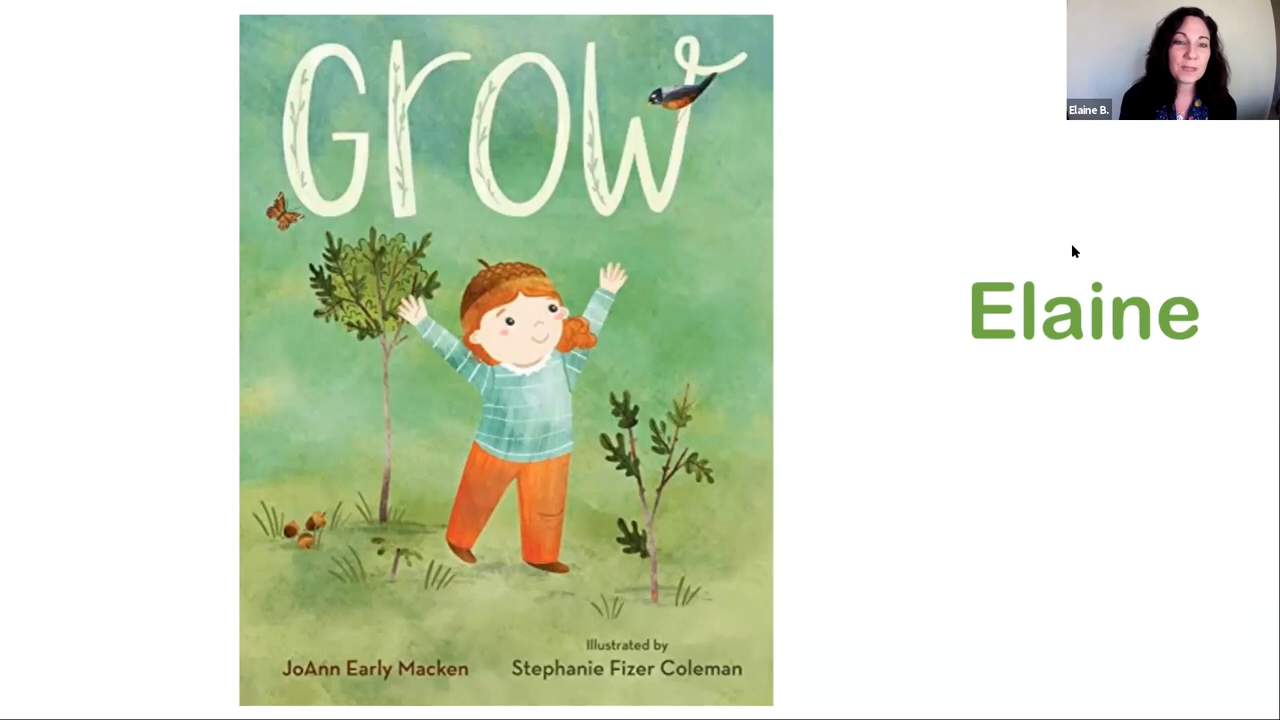 Grow
JoAnn Early Macken
Illustrated by
Stephanie Fizer Coleman
Elaine
Elaine B.